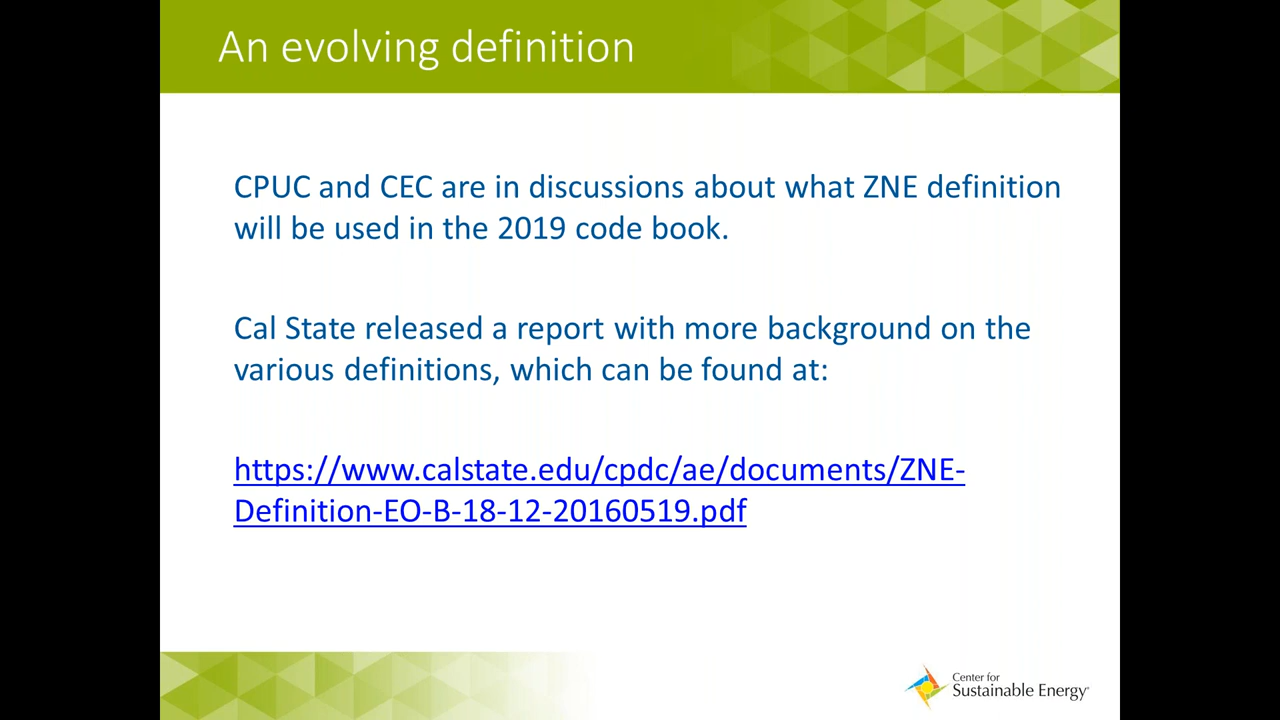 An evolving definition
CPUC and CEC are in discussions about what ZNE definition
will be used in the 2019 code book.
Cal State released a report with more background on the
various definitions, which can be found at:
https://www.calstate.edu/cpdc/ae/documents/ZNE-
Definition-EO-B-18-12-20160519.pdf
Center for
Sustainable Energy